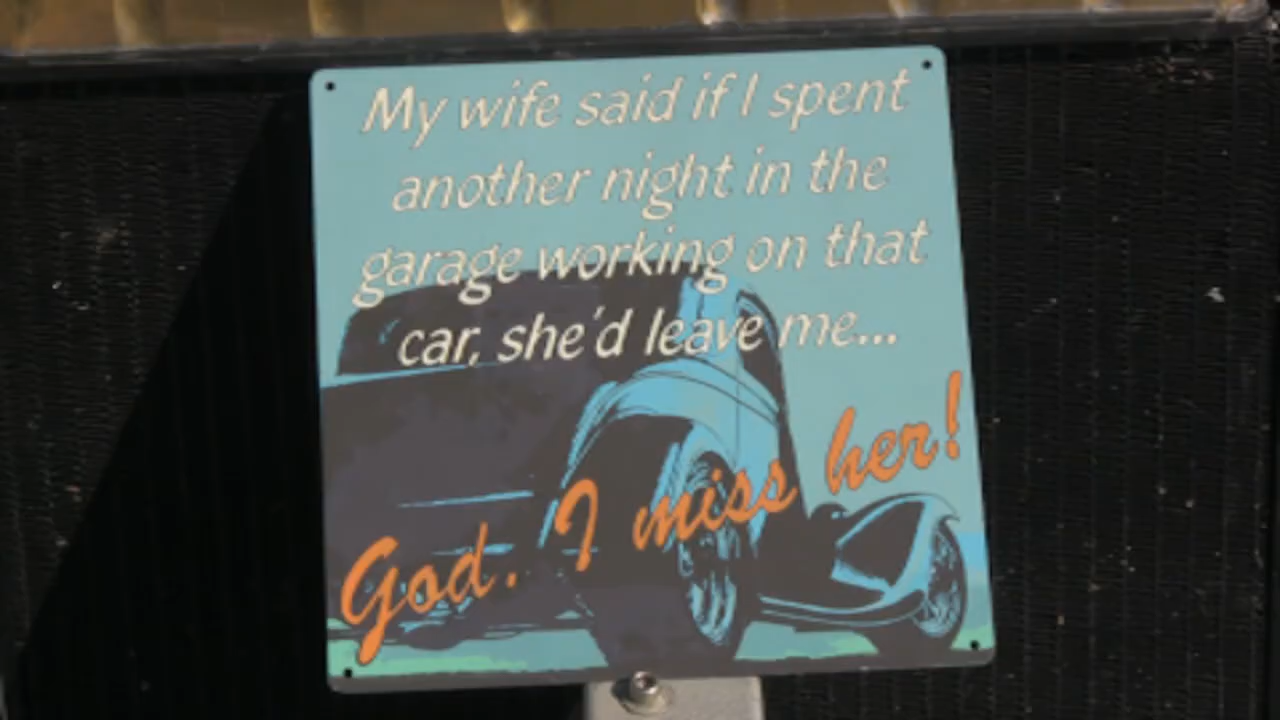 My wife said if I spent
another night in the
garage working on that
car, she'd leave me...
God. I miss her!